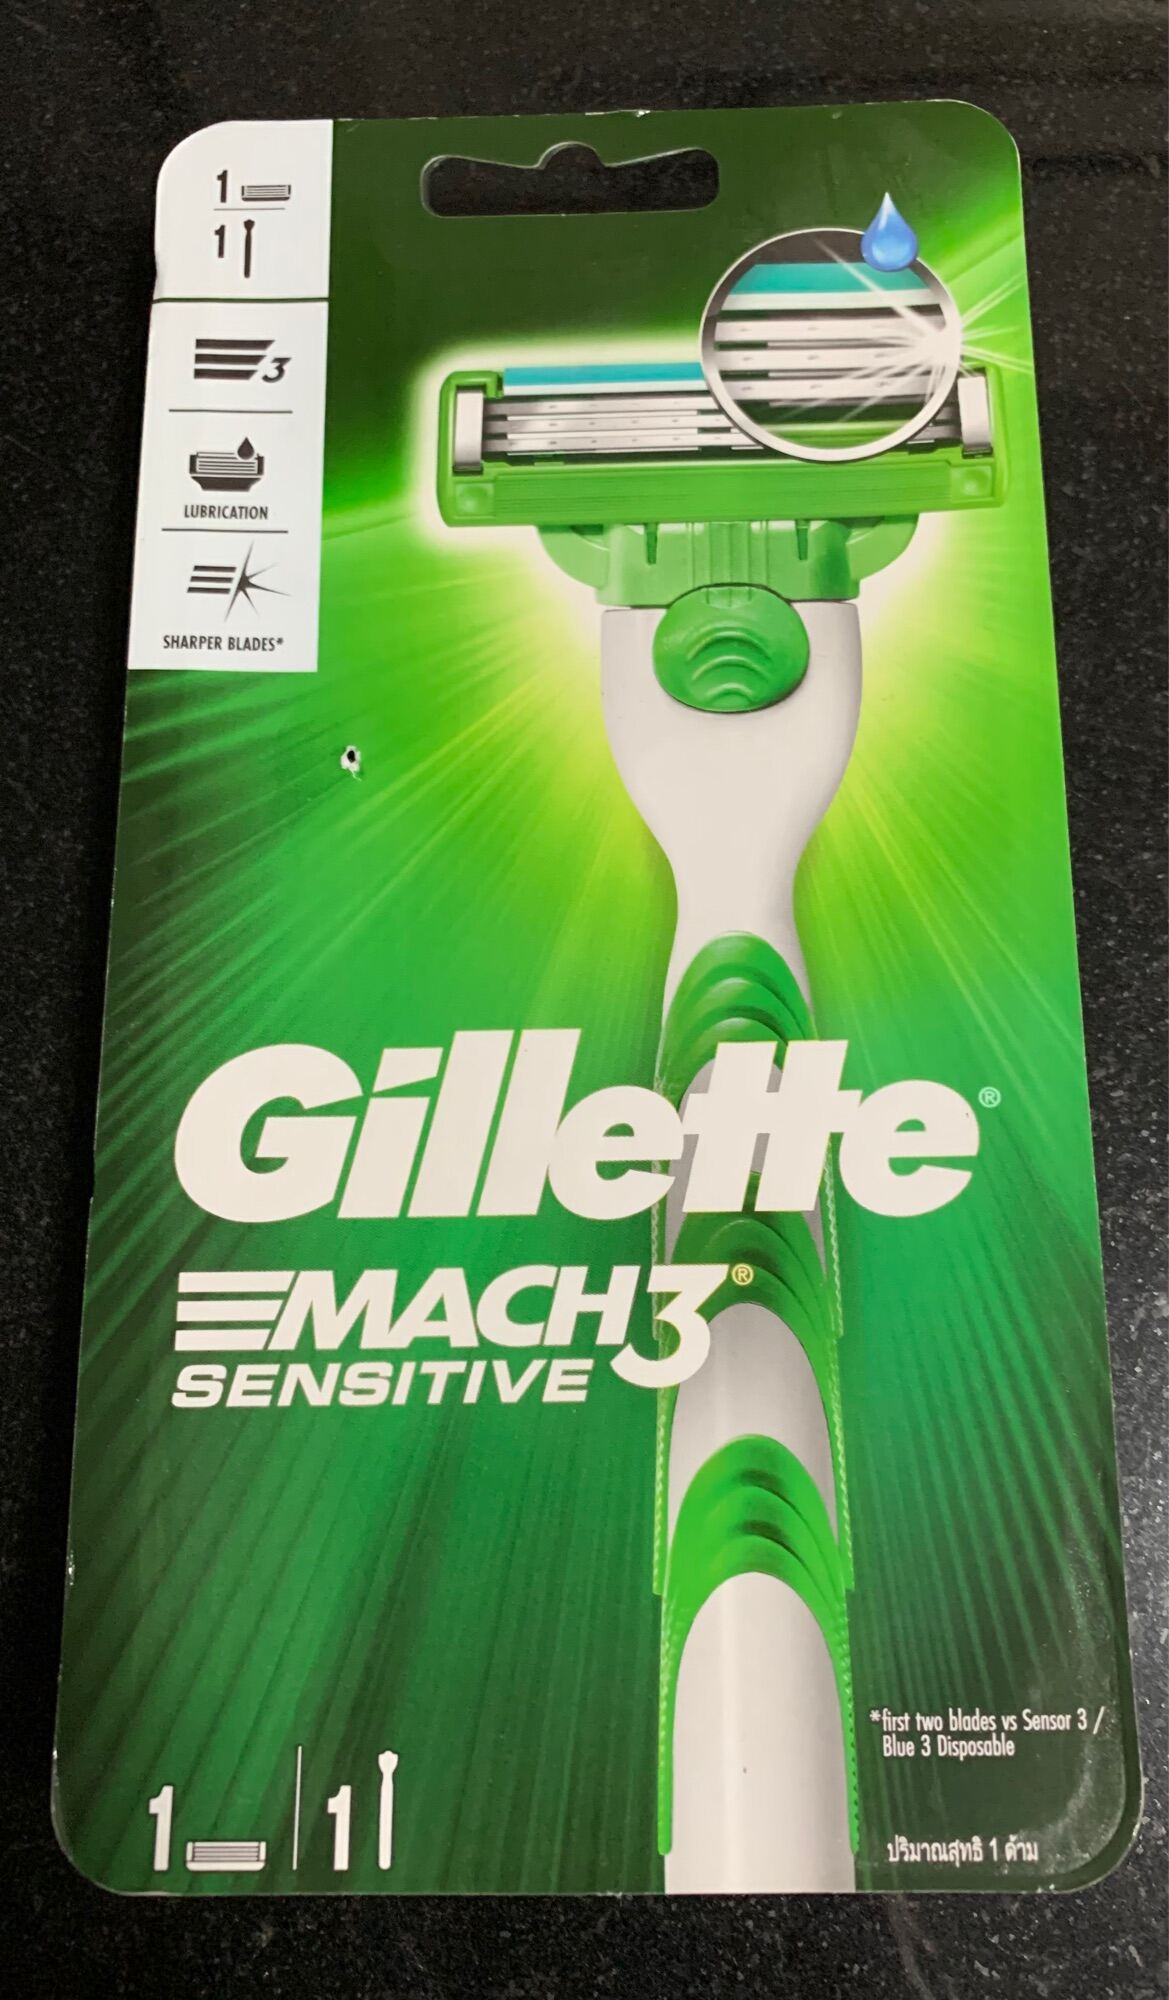 1
1
3
LUBRICATION
SHARPER BLADES*
Gillette®
MACH3®
SENSITIVE
*first two blades vs Sensor 3 /
Blue 3 Disposable
1 1
ปริมาณสุทธิ 1 ด้าม